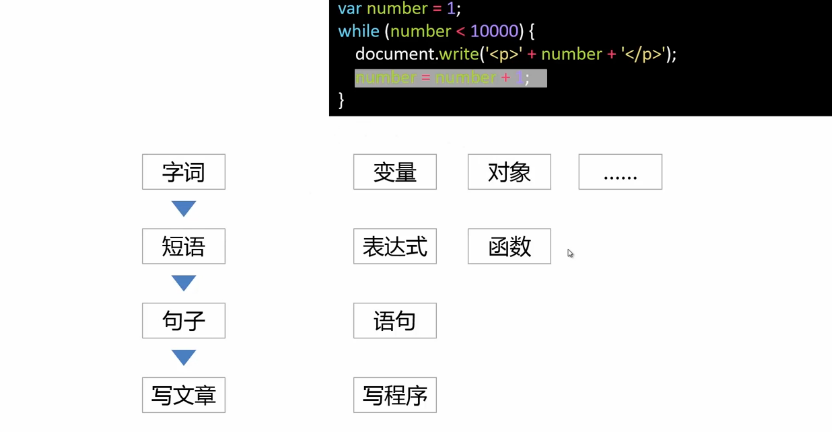 var number = 1;
while (number < 10000) {
document.write('<p>' + number + '</p>');
number = number + ;
}
字词 变量 对象 ……
短语 表达式 函数
句子 语句
写文章 写程序